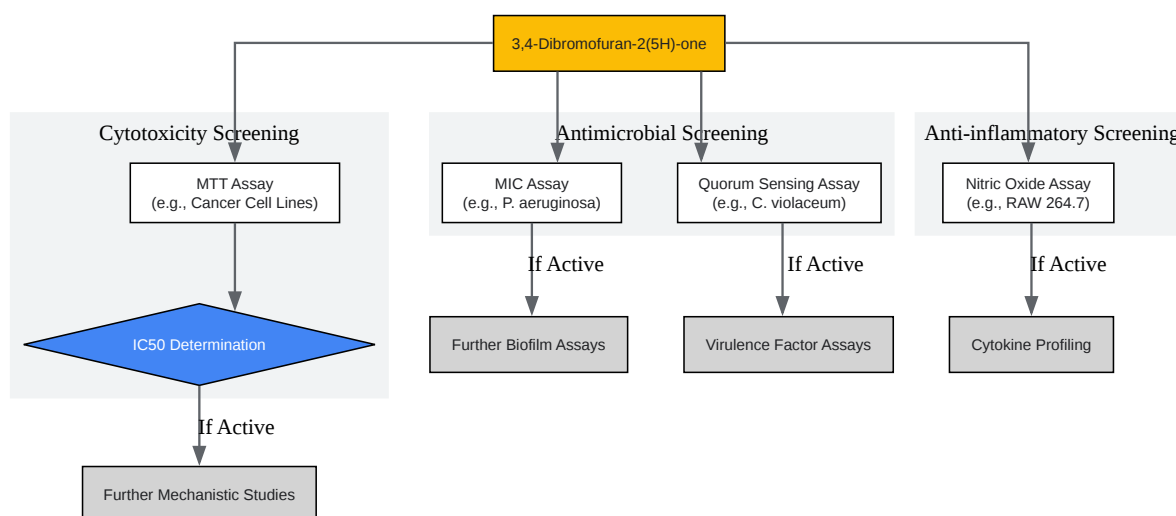 3,4-Dibromofuran-2(5H)-one
Cytotoxicity Screening
Antimicrobial Screening
Anti-inflammatory Screening
MTT Assay
(e.g., Cancer Cell Lines)
MIC Assay
(e.g., P. aeruginosa)
Quorum Sensing Assay
(e.g., C. violaceum)
Nitric Oxide Assay
(e.g., RAW 264.7)
If Active
If Active
If Active
IC50 Determination
Further Biofilm Assays
Virulence Factor Assays
Cytokine Profiling
If Active
Further Mechanistic Studies